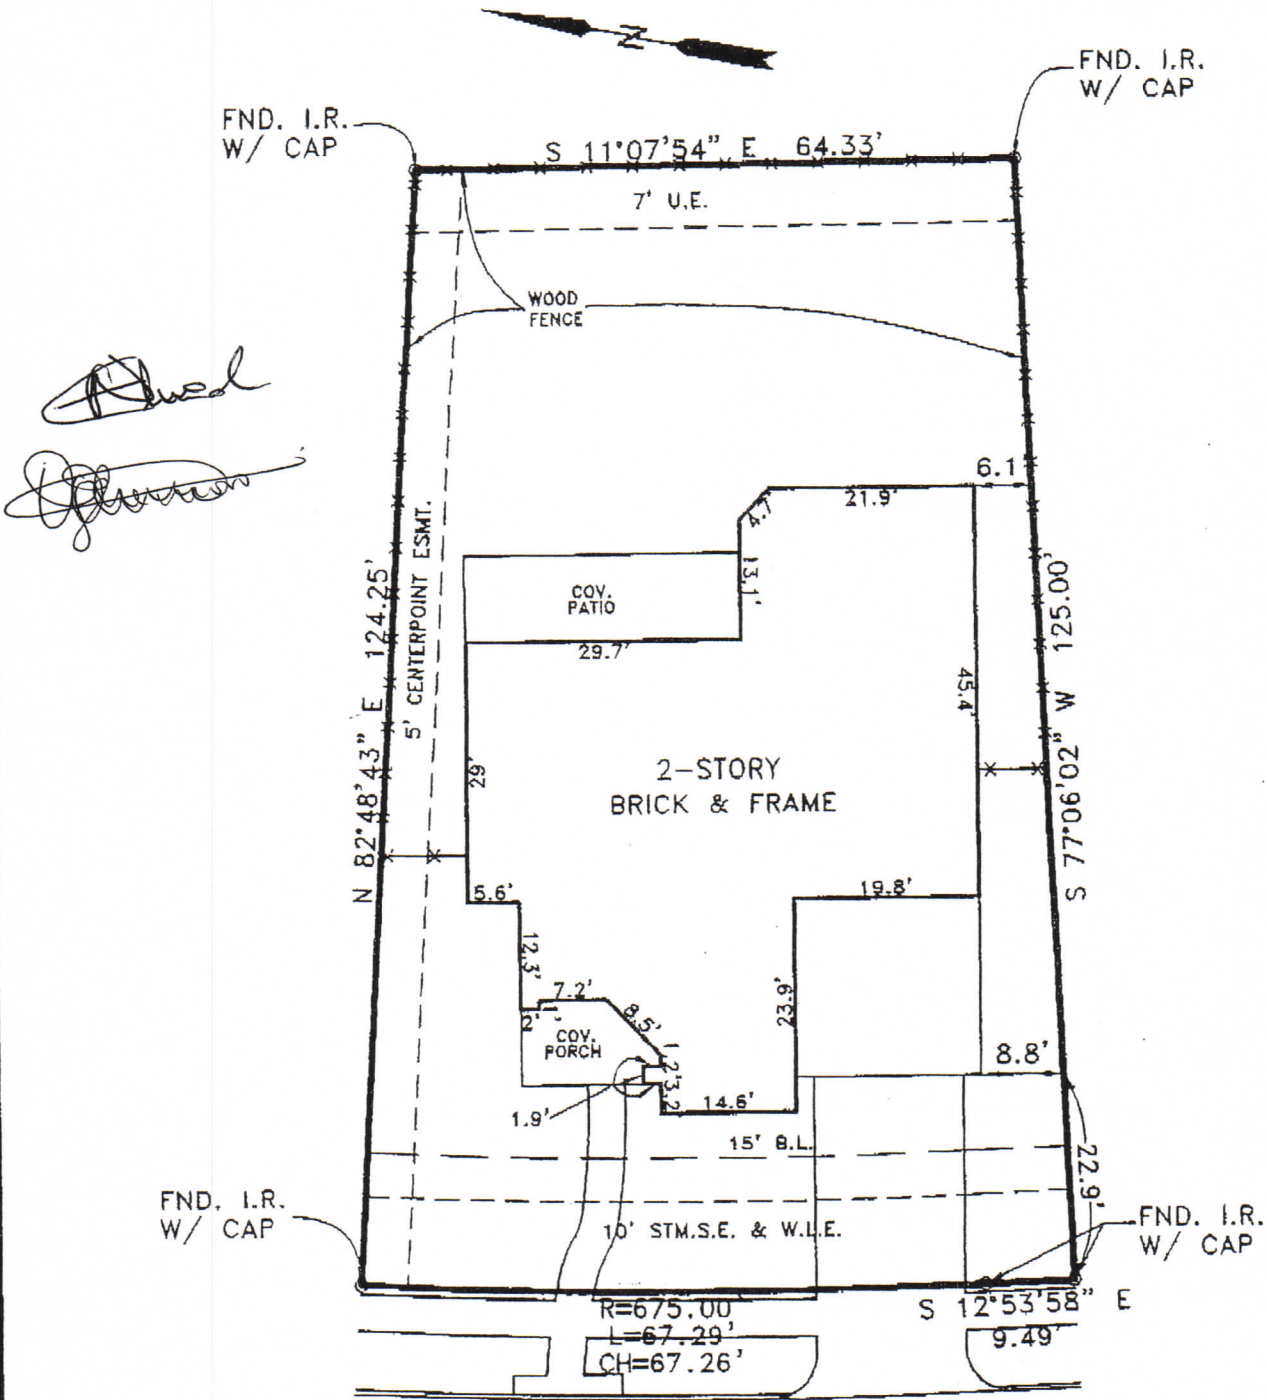 N
FND. I.R.
W/ CAP
FND. I.R.
W/ CAP
S 11°07'54" E 64.33'
7' U.E.
WOOD
FENCE
6.1'
21.9'
4.7'
13.1'
COV.
PATIO
29.7'
N 82°48'43" E 124.25'
5' CENTERPOINT ESMT.
S 77°06'02" W 125.00'
45.4'
29'
2-STORY
BRICK & FRAME
5.6'
19.8'
12.3'
7.2'
8.5'
23.9'
2'
COV.
PORCH
1.2'
3.2'
8.8'
1.9'
14.6'
15' B.L.
22.9'
FND. I.R.
W/ CAP
10' STM.S.E. & W.L.E.
FND. I.R.
W/ CAP
R=675.00
L=67.29'
CH=67.26'
S 12°53'58" E
9.49'